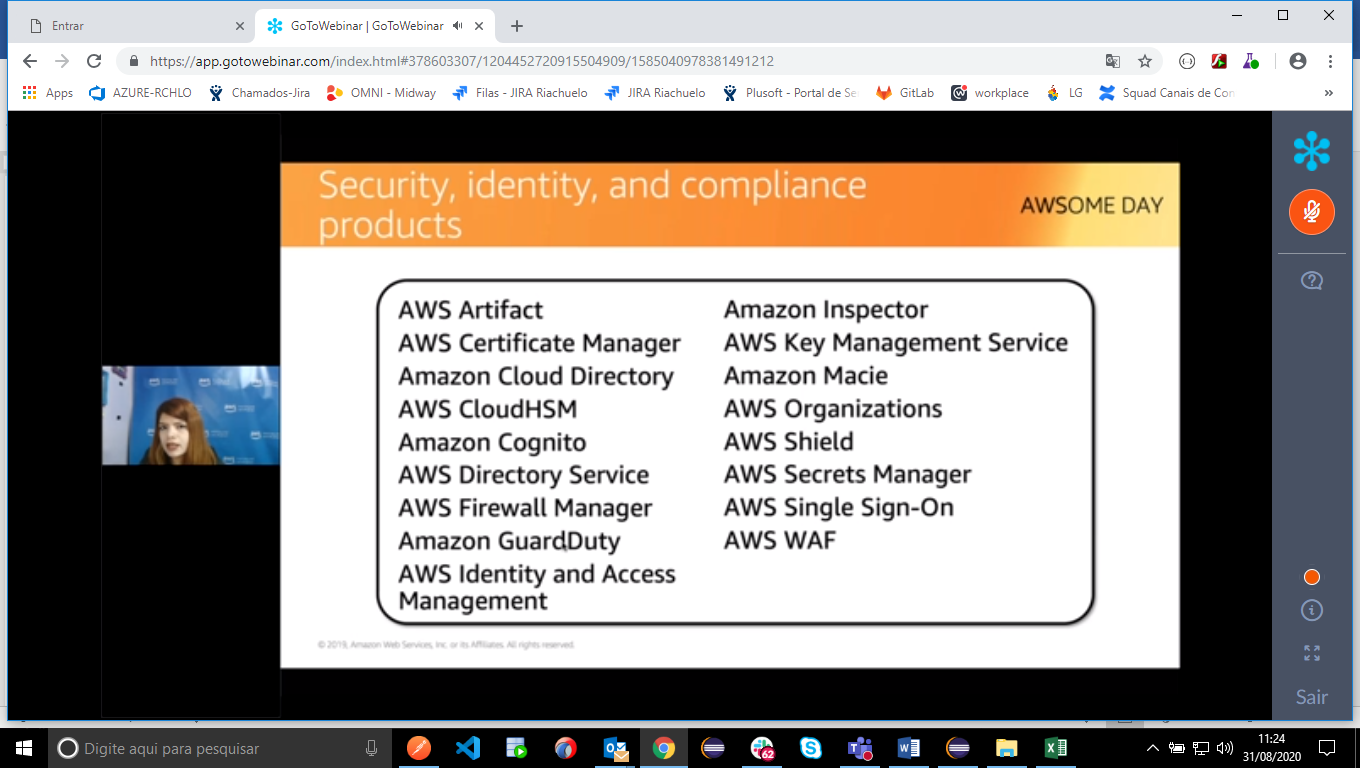 Entrar
GoToWebinar | GoToWebinar
https://app.gotowebinar.com/index.html#378603307/1204452720915504909/1585040978381491212
Apps
AZURE-RCHLO
Chamados-Jira
OMNI - Midway
Filas - JIRA Riachuelo
JIRA Riachuelo
Plusoft - Portal de Se
GitLab
workplace
LG
Squad Canais de Con
»
Security, identity, and compliance
products
AWSOME DAY
AWS Artifact
AWS Certificate Manager
Amazon Cloud Directory
AWS CloudHSM
Amazon Cognito
AWS Directory Service
AWS Firewall Manager
Amazon GuardDuty
AWS Identity and Access
Management
Amazon Inspector
AWS Key Management Service
Amazon Macie
AWS Organizations
AWS Shield
AWS Secrets Manager
AWS Single Sign-On
AWS WAF
© 2019, Amazon Web Services, Inc. or its Affiliates. All rights reserved.
Sair
Digite aqui para pesquisar
62
11:24
31/08/2020